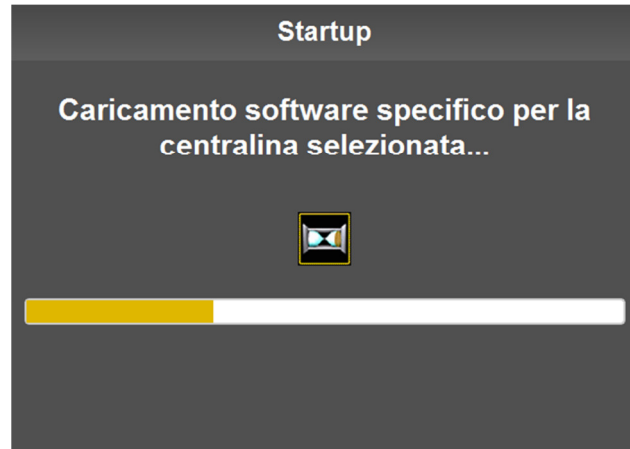 Startup
Caricamento software specifico per la
centralina selezionata...